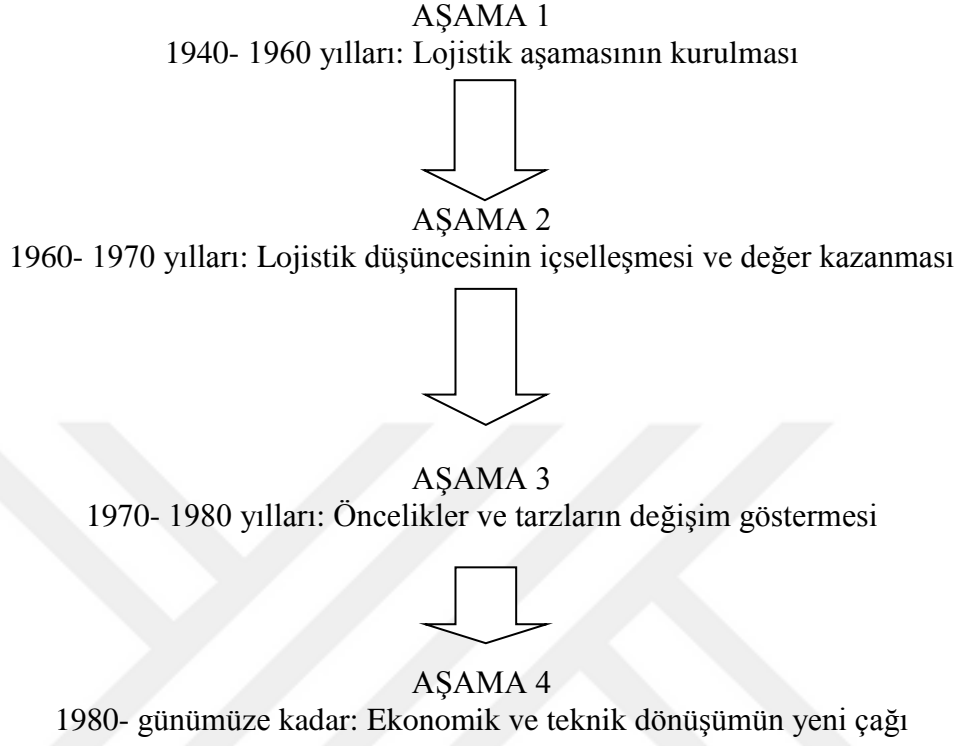 AŞAMA 1
1940- 1960 yılları: Lojistik aşamasının kurulması
AŞAMA 2
1960- 1970 yılları: Lojistik düşüncesinin içselleşmesi ve değer kazanması
AŞAMA 3
1970- 1980 yılları: Öncelikler ve tarzların değişim göstermesi
AŞAMA 4
1980- günümüze kadar: Ekonomik ve teknik dönüşümün yeni çağı